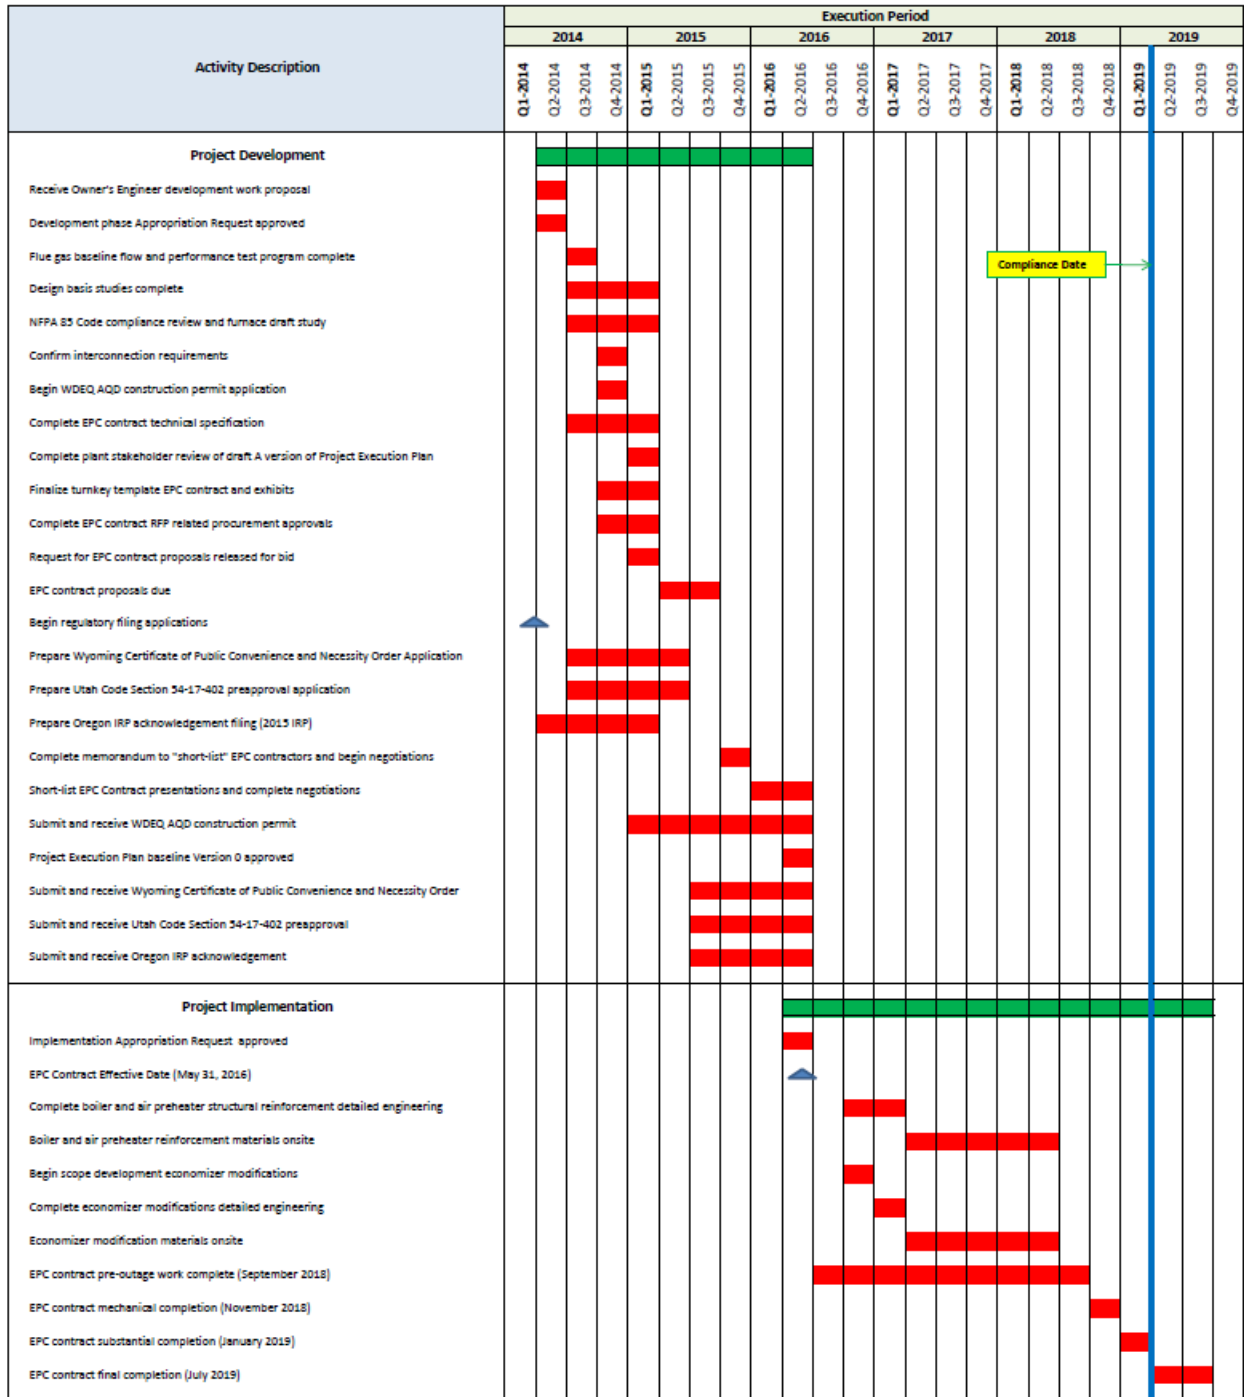 Execution Period
2014 2015 2016 2017 2018 2019
Activity Description
Q1-2014 Q2-2014 Q3-2014 Q4-2014 Q1-2015 Q2-2015 Q3-2015 Q4-2015 Q1-2016 Q2-2016 Q3-2016 Q4-2016 Q1-2017 Q2-2017 Q3-2017 Q4-2017 Q1-2018 Q2-2018 Q3-2018 Q4-2018 Q1-2019 Q2-2019 Q3-2019 Q4-2019
Project Development
Receive Owner's Engineer development work proposal
Development phase Appropriation Request approved
Flue gas baseline flow and performance test program complete
Compliance Date
Design basis studies complete
NFPA 85 Code compliance review and furnace draft study
Confirm interconnection requirements
Begin WDEQ AQD construction permit application
Complete EPC contract technical specification
Complete plant stakeholder review of draft A version of Project Execution Plan
Finalize turnkey template EPC contract and exhibits
Complete EPC contract RFP related procurement approvals
Request for EPC contract proposals released for bid
EPC contract proposals due
Begin regulatory filing applications
Prepare Wyoming Certificate of Public Convenience and Necessity Order Application
Prepare Utah Code Section 54-17-402 preapproval application
Prepare Oregon IRP acknowledgement filing (2015 IRP)
Complete memorandum to "short-list" EPC contractors and begin negotiations
Short-list EPC Contract presentations and complete negotiations
Submit and receive WDEQ AQD construction permit
Project Execution Plan baseline Version 0 approved
Submit and receive Wyoming Certificate of Public Convenience and Necessity Order
Submit and receive Utah Code Section 54-17-402 preapproval
Submit and receive Oregon IRP acknowledgement
Project Implementation
Implementation Appropriation Request approved
EPC Contract Effective Date (May 31, 2016)
Complete boiler and air preheater structural reinforcement detailed engineering
Boiler and air preheater reinforcement materials onsite
Begin scope development economizer modifications
Complete economizer modifications detailed engineering
Economizer modification materials onsite
EPC contract pre-outage work complete (September 2018)
EPC contract mechanical completion (November 2018)
EPC contract substantial completion (January 2019)
EPC contract final completion (July 2019)